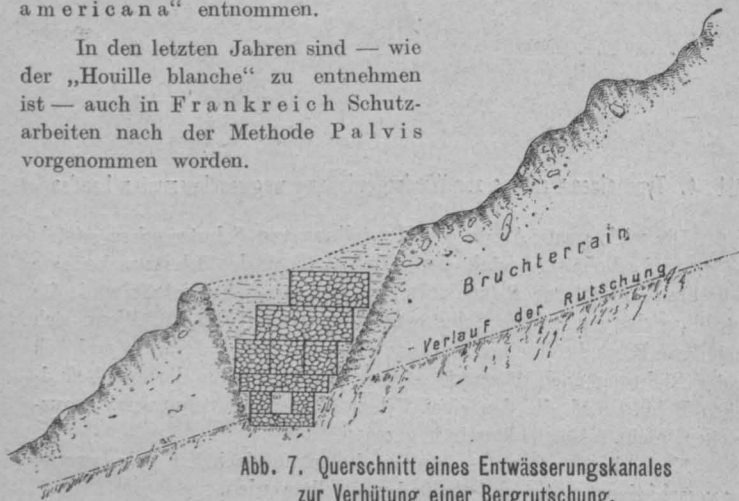 americana“ entnommen.
In den letzten Jahren sind — wie
der „Houille blanche“ zu entnehmen
ist — auch in Frankreich Schutz-
arbeiten nach der Methode Palvis
vorgenommen worden.
Bruchterrain
Verlauf der Rutschung
Abb. 7. Querschnitt eines Entwässerungskanales
zur Verhütung einer Bergrutschung.